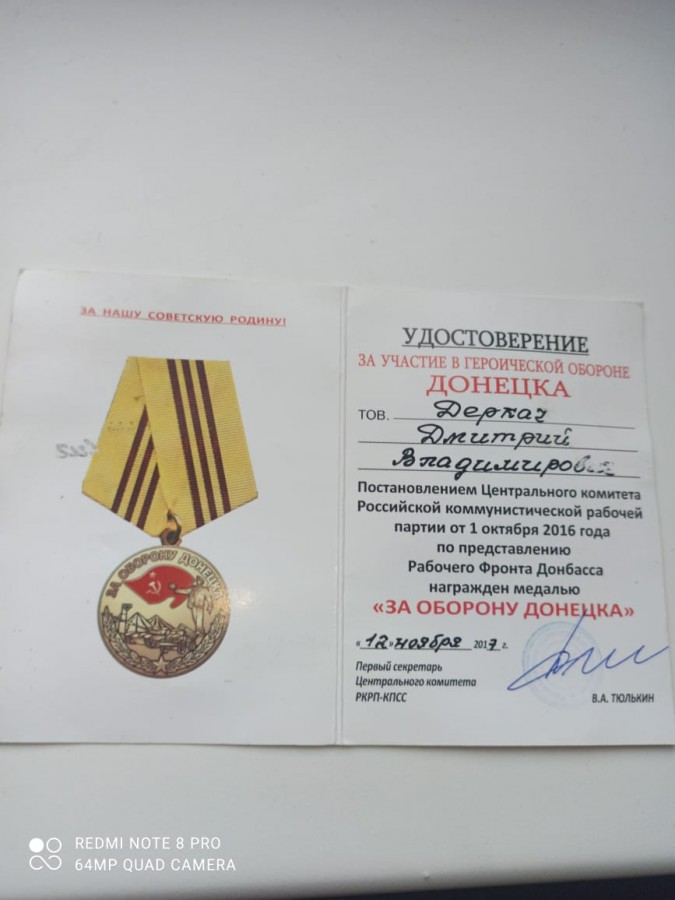 ЗА НАШУ СОВЕТСКУЮ РОДИНУ!
ЗА ОБОРОНУ ДОНЕЦКА
УДОСТОВЕРЕНИЕ
ЗА УЧАСТИЕ В ГЕРОИЧЕСКОЙ ОБОРОНЕ
ДОНЕЦКА
ТОВ. Деркач
Дмитрий
Владимирович
Постановлением Центрального комитета
Российской коммунистической рабочей
партии от 1 октября 2016 года
по представлению
Рабочего Фронта Донбасса
награжден медалью
«ЗА ОБОРОНУ ДОНЕЦКА»
«12» ноября 2017 г.
Первый секретарь
Центрального комитета
РКРП-КПСС
В.А. ТЮЛЬКИН
REDMI NOTE 8 PRO
64MP QUAD CAMERA